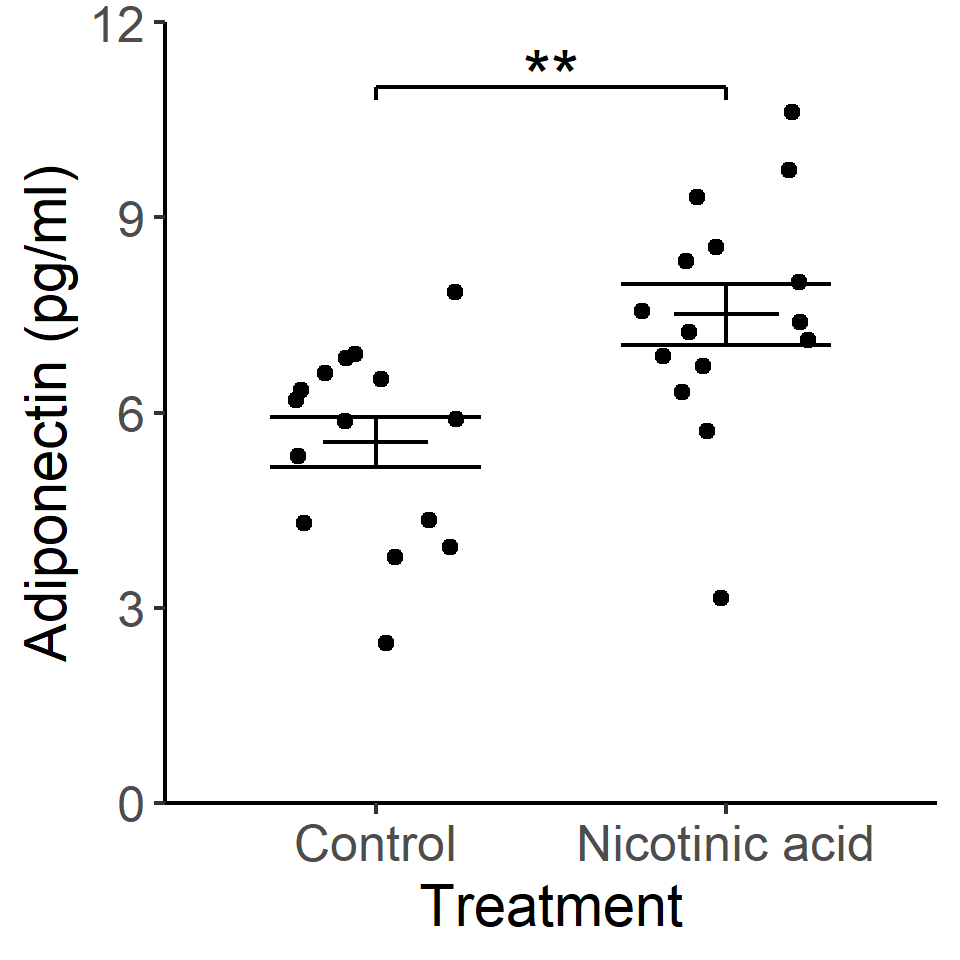 12
**
9
6
3
0
Adiponectin (pg/ml)
Control
Nicotinic acid
Treatment